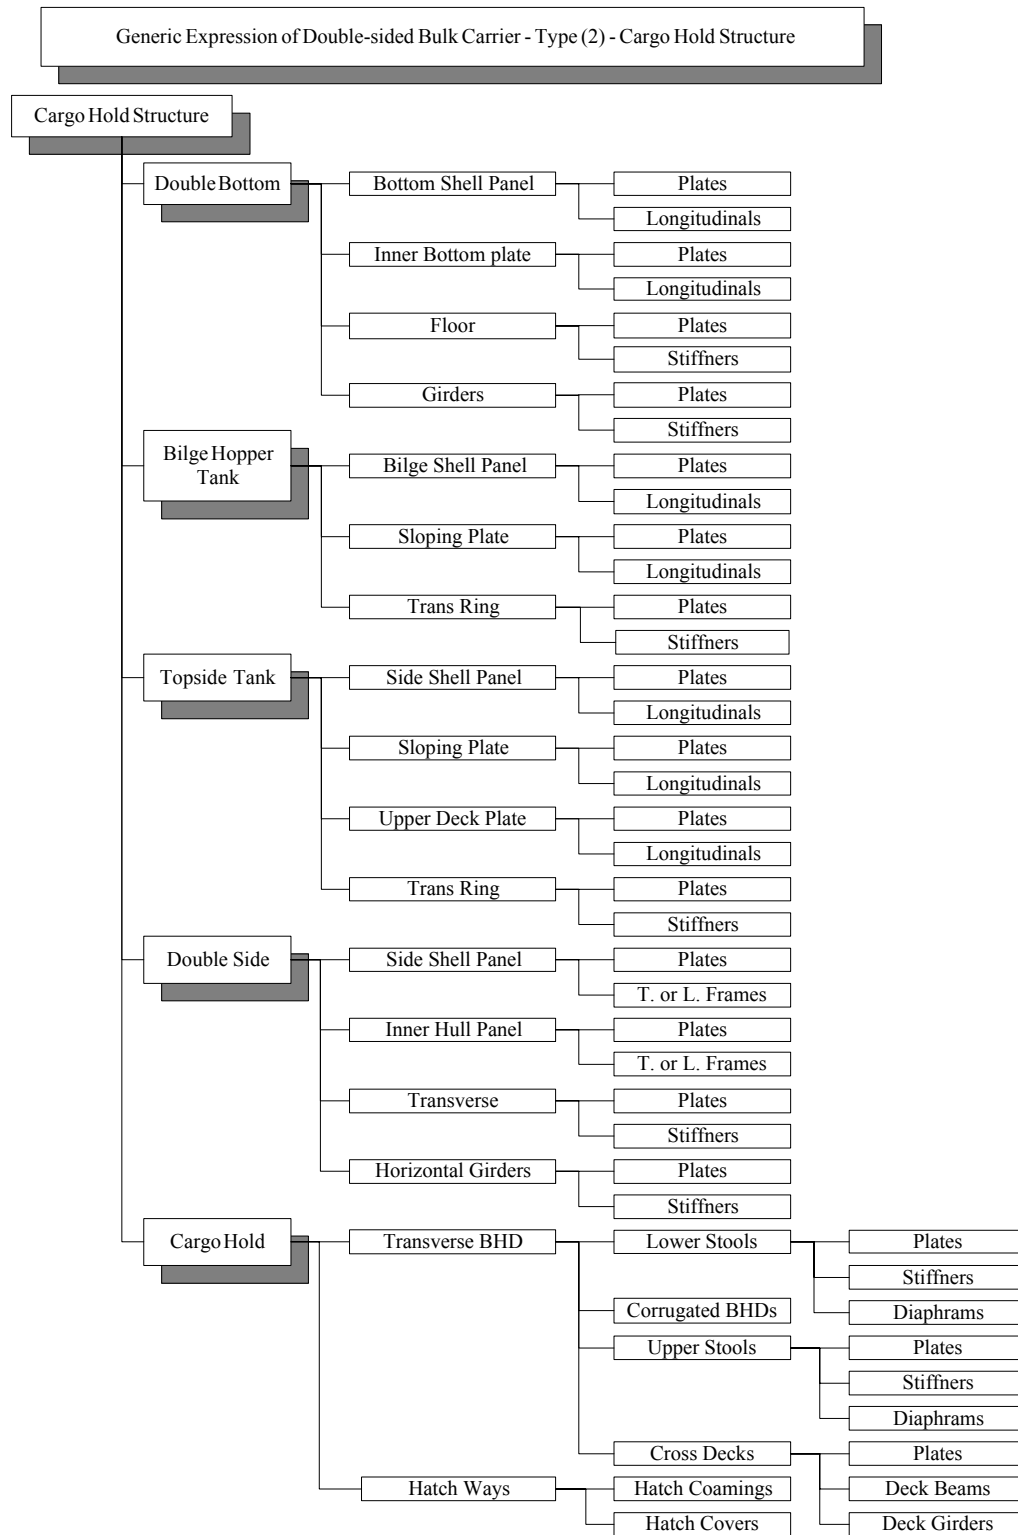 Generic Expression of Double-sided Bulk Carrier - Type (2) - Cargo Hold Structure
Cargo Hold Structure
Double Bottom
Bottom Shell Panel
Plates
Longitudinals
Inner Bottom plate
Plates
Longitudinals
Floor
Plates
Stiffners
Girders
Plates
Stiffners
Bilge Hopper
Tank
Bilge Shell Panel
Plates
Longitudinals
Sloping Plate
Plates
Longitudinals
Trans Ring
Plates
Stiffners
Topside Tank
Side Shell Panel
Plates
Longitudinals
Sloping Plate
Plates
Longitudinals
Upper Deck Plate
Plates
Longitudinals
Trans Ring
Plates
Stiffners
Double Side
Side Shell Panel
Plates
T. or L. Frames
Inner Hull Panel
Plates
T. or L. Frames
Transverse
Plates
Stiffners
Horizontal Girders
Plates
Stiffners
Cargo Hold
Transverse BHD
Lower Stools
Plates
Stiffners
Diaphrams
Corrugated BHDs
Upper Stools
Plates
Stiffners
Diaphrams
Cross Decks
Plates
Deck Beams
Deck Girders
Hatch Ways
Hatch Coamings
Hatch Covers